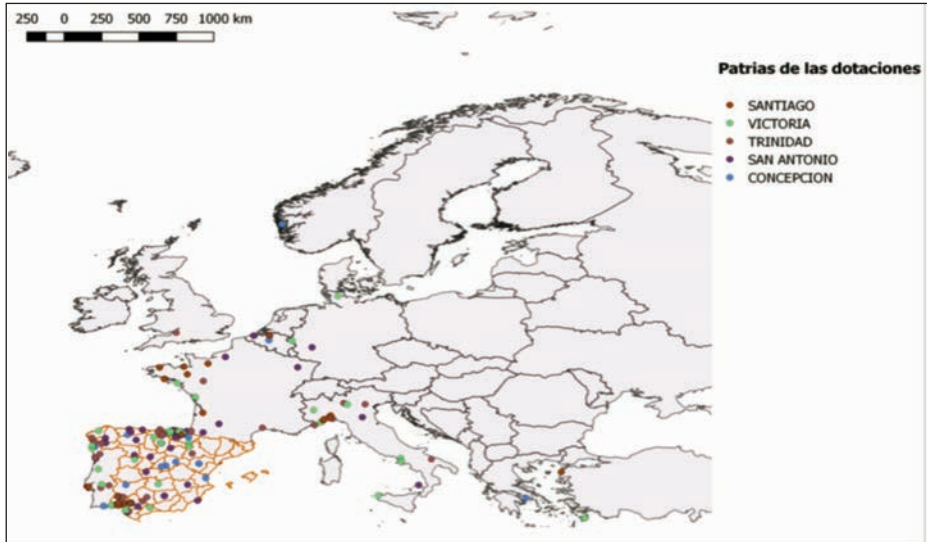 250 0 250 500 750 1000 km
Patrias de las dotaciones
SANTIAGO
VICTORIA
TRINIDAD
SAN ANTONIO
CONCEPCION